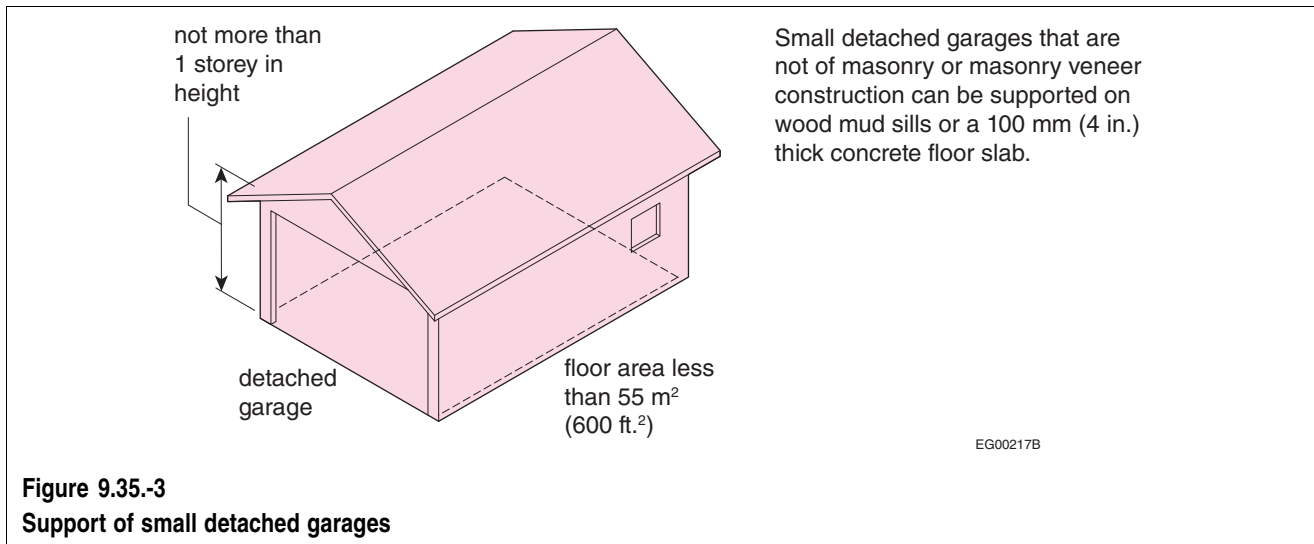 not more than
1 storey in
height
Small detached garages that are
not of masonry or masonry veneer
construction can be supported on
wood mud sills or a 100 mm (4 in.)
thick concrete floor slab.
detached
garage
floor area less
than 55 m²
(600 ft.²)
EG00217B
Figure 9.35.-3
Support of small detached garages